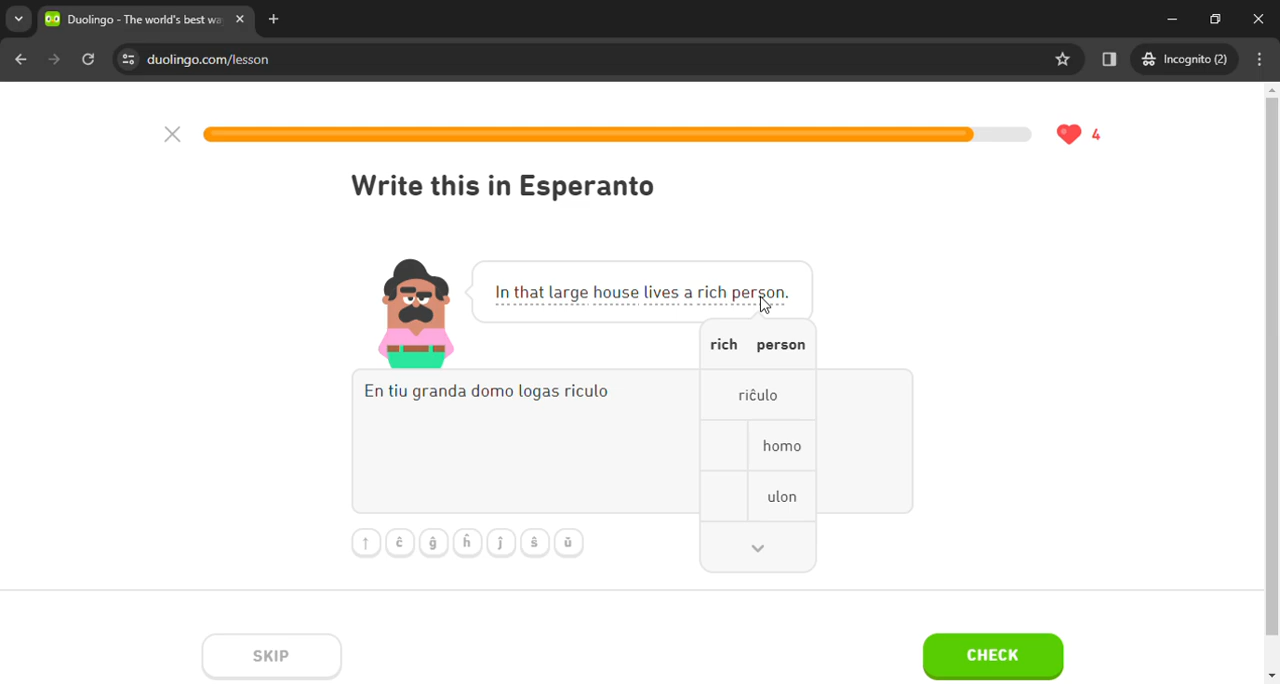 Duolingo - The world's best wa
duolingo.com/lesson
Incognito (2)
4
Write this in Esperanto
In that large house lives a rich person.
rich person
riĉulo
homo
ulon
En tiu granda domo logas riculo
↑ ĉ ĝ ĥ ĵ ŝ ŭ
SKIP
CHECK